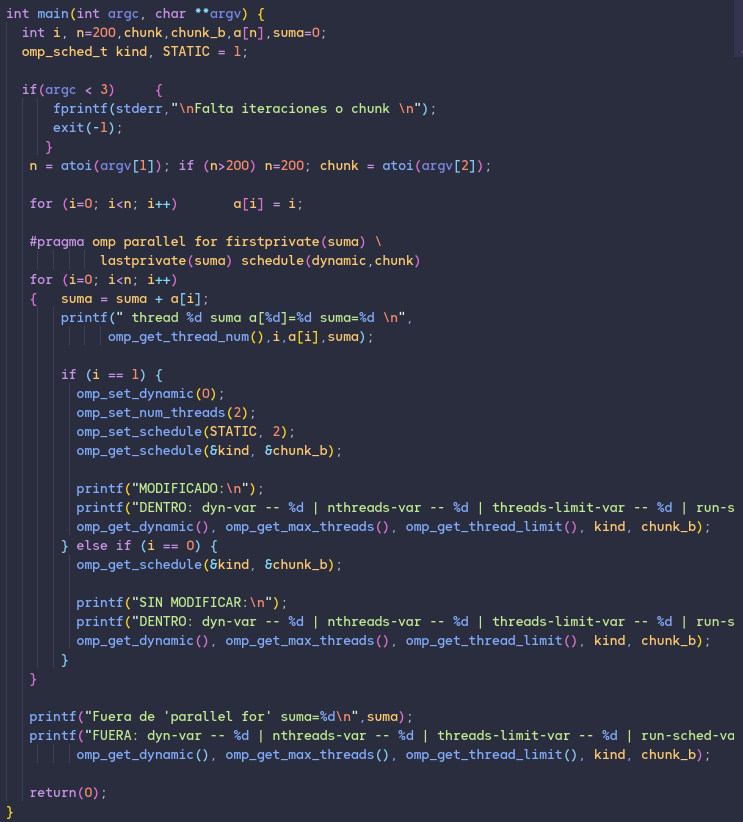 int main(int argc, char **argv) {
int i, n=200,chunk,chunk_b,a[n],suma=0;
omp_sched_t kind, STATIC = 1;
if(argc < 3)     {
fprintf(stderr,"\nFalta iteraciones o chunk \n");
exit(-1);
}
n = atoi(argv[1]); if (n>200) n=200; chunk = atoi(argv[2]);
for (i=0; i<n; i++)       a[i] = i;
#pragma omp parallel for firstprivate(suma) \
lastprivate(suma) schedule(dynamic,chunk)
for (i=0; i<n; i++)
{   suma = suma + a[i];
printf(" thread %d suma a[%d]=%d suma=%d \n",
omp_get_thread_num(),i,a[i],suma);
if (i == 1) {
omp_set_dynamic(0);
omp_set_num_threads(2);
omp_set_schedule(STATIC, 2);
omp_get_schedule(&kind, &chunk_b);
printf("MODIFICADO:\n");
printf("DENTRO: dyn-var -- %d | nthreads-var -- %d | threads-limit-var -- %d | run-s
omp_get_dynamic(), omp_get_max_threads(), omp_get_thread_limit(), kind, chunk_b);
} else if (i == 0) {
omp_get_schedule(&kind, &chunk_b);
printf("SIN MODIFICAR:\n");
printf("DENTRO: dyn-var -- %d | nthreads-var -- %d | threads-limit-var -- %d | run-s
omp_get_dynamic(), omp_get_max_threads(), omp_get_thread_limit(), kind, chunk_b);
}
}
printf("Fuera de 'parallel for' suma=%d\n",suma);
printf("FUERA: dyn-var -- %d | nthreads-var -- %d | threads-limit-var -- %d | run-sched-va
omp_get_dynamic(), omp_get_max_threads(), omp_get_thread_limit(), kind, chunk_b);
return(0);
}